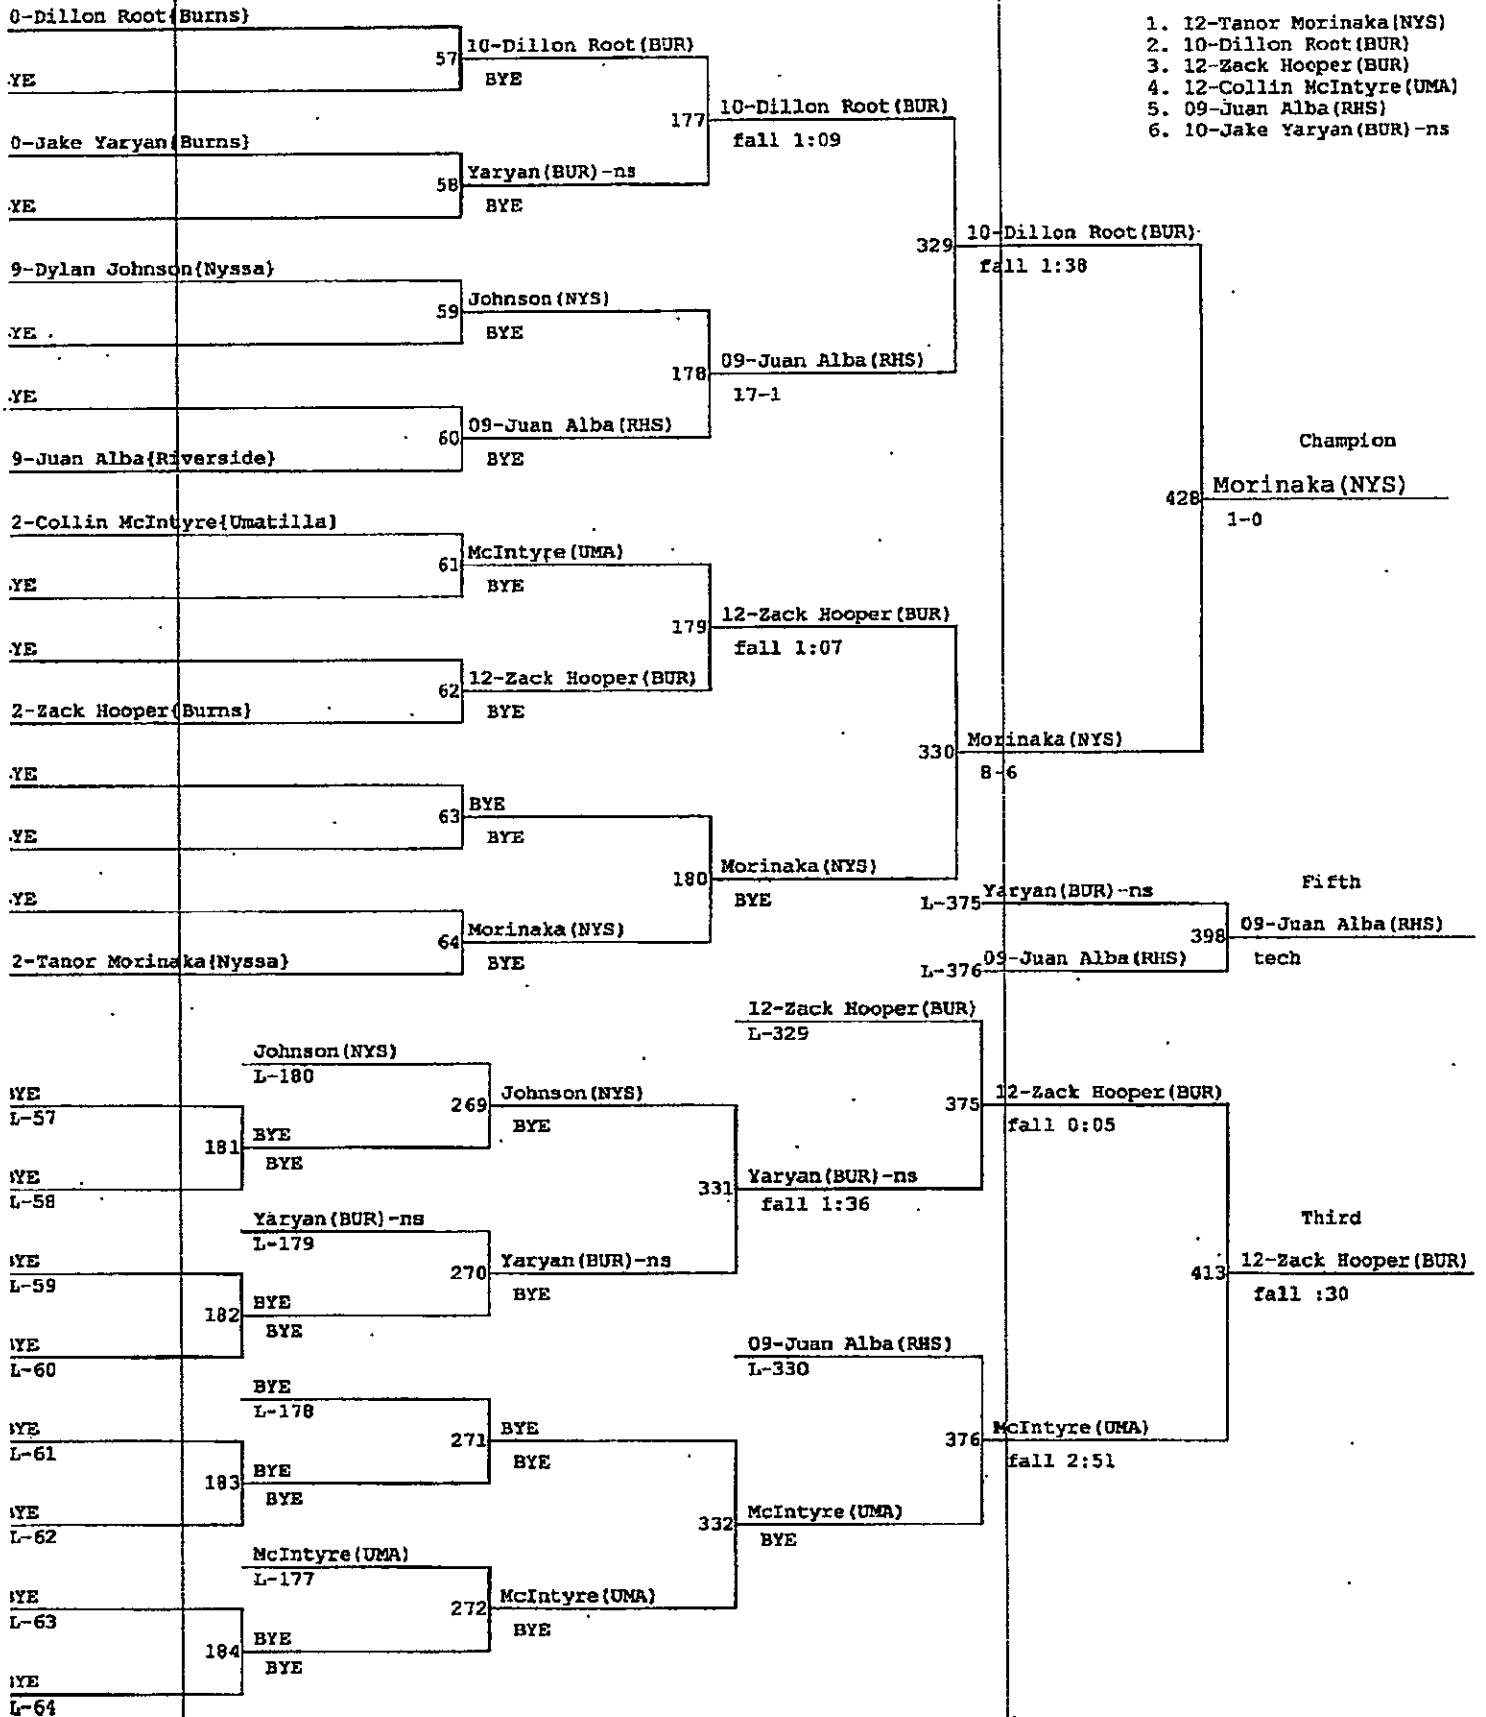 0-Dillon Root{Burns}
57
10-Dillon Root(BUR)
YE
BYE
177
10-Dillon Root(BUR)
fall 1:09
0-Jake Yaryan{Burns}
58
Yaryan(BUR)-ns
YE
BYE
329
10-Dillon Root(BUR)
fall 1:38
9-Dylan Johnson{Nyssa}
59
Johnson(NYS)
YE
BYE
178
09-Juan Alba(RHS)
17-1
YE
60
09-Juan Alba(RHS)
9-Juan Alba{Riverside}
BYE
1. 12-Tanor Morinaka(NYS)
2. 10-Dillon Root(BUR)
3. 12-Zack Hooper(BUR)
4. 12-Collin McIntyre(UMA)
5. 09-Juan Alba(RHS)
6. 10-Jake Yaryan(BUR)-ns
Champion
428
Morinaka(NYS)
1-0
2-Collin McIntyre{Umatilla}
61
McIntyre(UMA)
YE
BYE
179
12-Zack Hooper(BUR)
fall 1:07
YE
62
12-Zack Hooper(BUR)
2-Zack Hooper{Burns}
BYE
330
Morinaka(NYS)
8-6
YE
63
BYE
YE
BYE
180
Morinaka(NYS)
BYE
YE
64
Morinaka(NYS)
2-Tanor Morinaka{Nyssa}
BYE
Fifth
L-375
Yaryan(BUR)-ns
398
09-Juan Alba(RHS)
tech
L-376
09-Juan Alba(RHS)
12-Zack Hooper(BUR)
L-329
Johnson(NYS)
L-180
BYE
L-57
269
Johnson(NYS)
BYE
375
12-Zack Hooper(BUR)
fall 0:05
181
BYE
BYE
BYE
L-58
331
Yaryan(BUR)-ns
fall 1:36
Yaryan(BUR)-ns
L-179
BYE
L-59
270
Yaryan(BUR)-ns
BYE
182
BYE
BYE
BYE
L-60
Third
413
12-Zack Hooper(BUR)
fall :30
09-Juan Alba(RHS)
L-330
BYE
L-178
BYE
L-61
271
BYE
BYE
376
McIntyre(UMA)
fall 2:51
183
BYE
BYE
BYE
L-62
332
McIntyre(UMA)
BYE
McIntyre(UMA)
L-177
BYE
L-63
272
McIntyre(UMA)
BYE
184
BYE
BYE
BYE
L-64